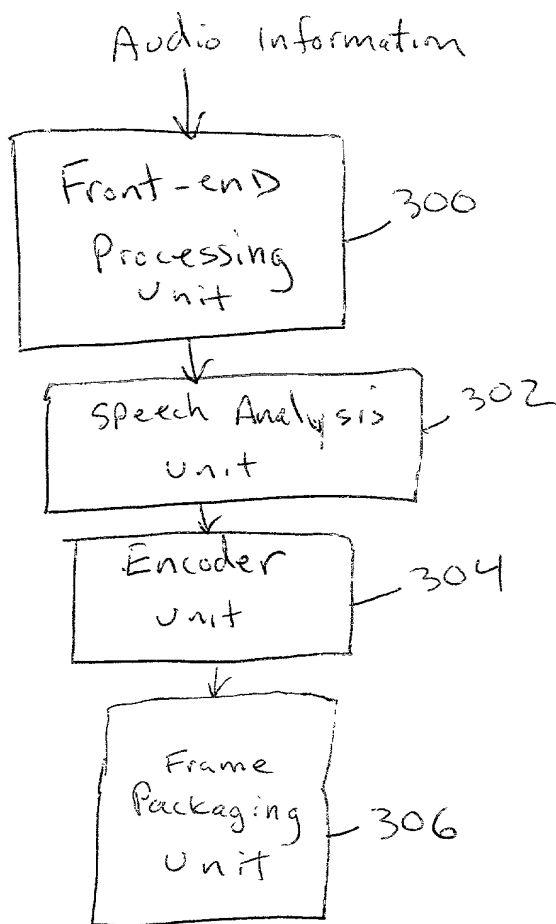 Audio Information
Front-enD
Processing
Unit
300
Speech Analysis
Unit
302
Encoder
Unit
304
Frame
Packaging
Unit
306